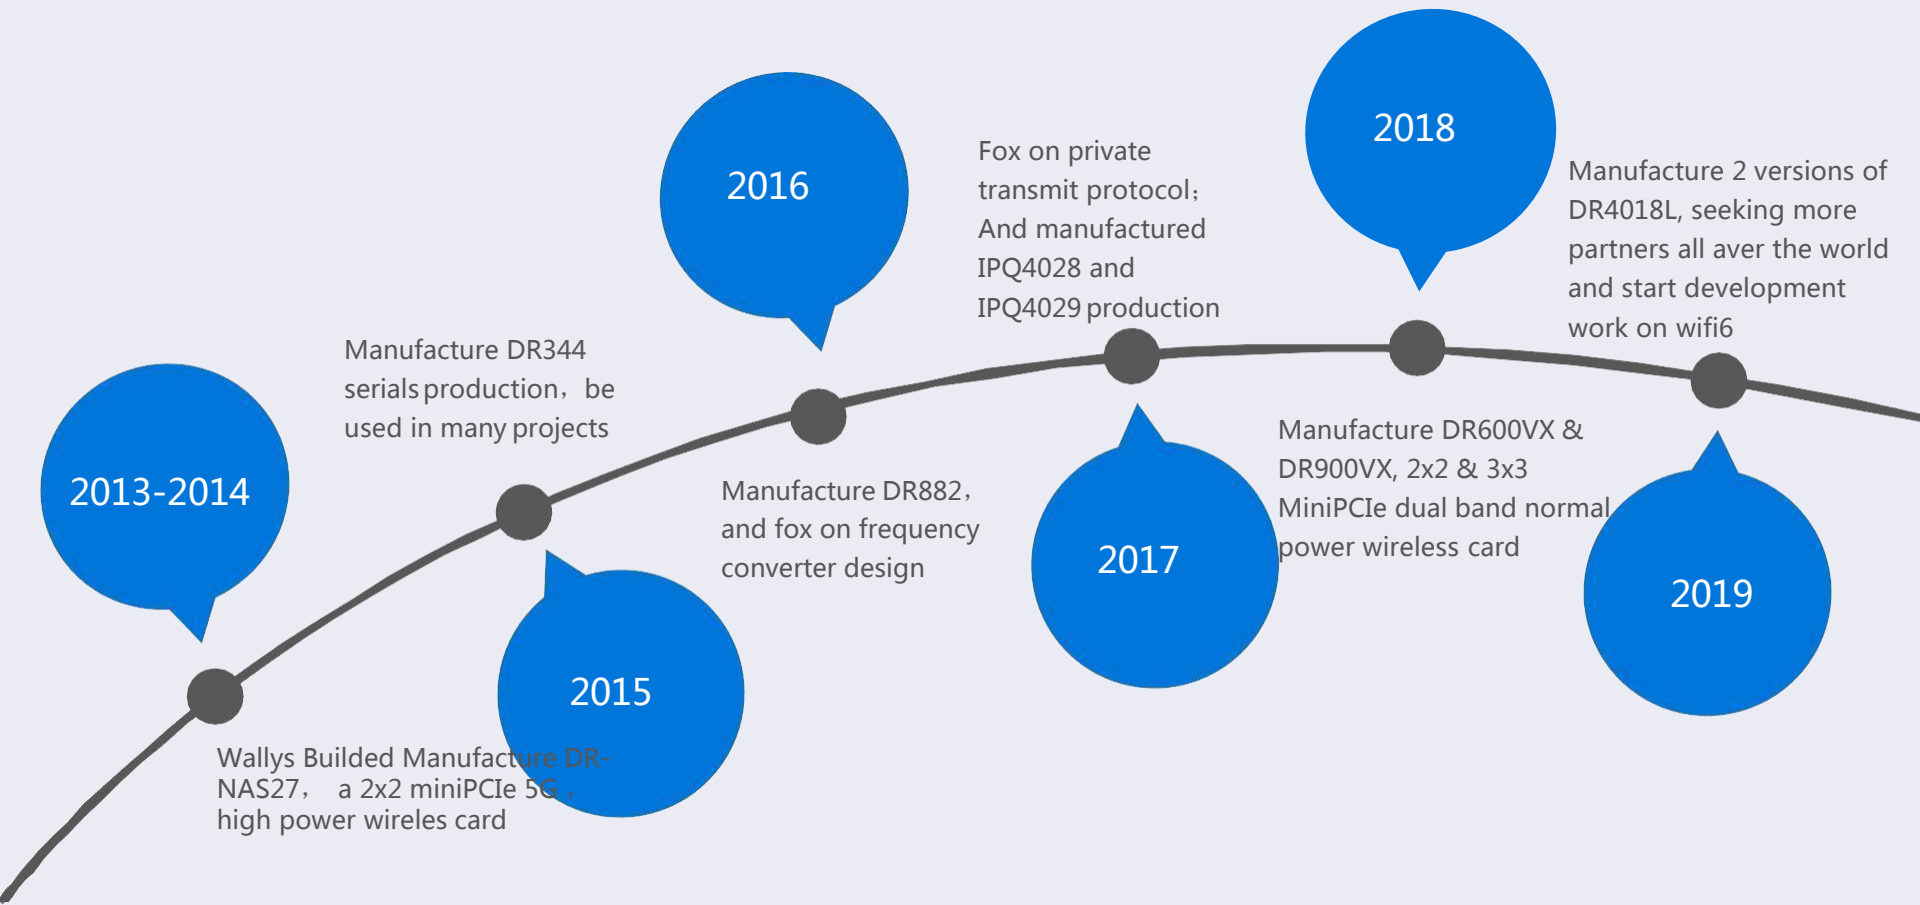 2013-2014
Wallys Builded Manufacture DR-
NAS27， a 2x2 miniPCIe 5G ，
high power wireles card
Manufacture DR344
serials production，be
used in many projects
2015
2016
Manufacture DR882，
and fox on frequency
converter design
Fox on private
transmit protocol；
And manufactured
IPQ4028 and
IPQ4029 production
2017
2018
Manufacture DR600VX &
DR900VX, 2x2 & 3x3
MiniPCIe dual band normal
power wireless card
Manufacture 2 versions of
DR4018L, seeking more
partners all aver the world
and start development
work on wifi6
2019